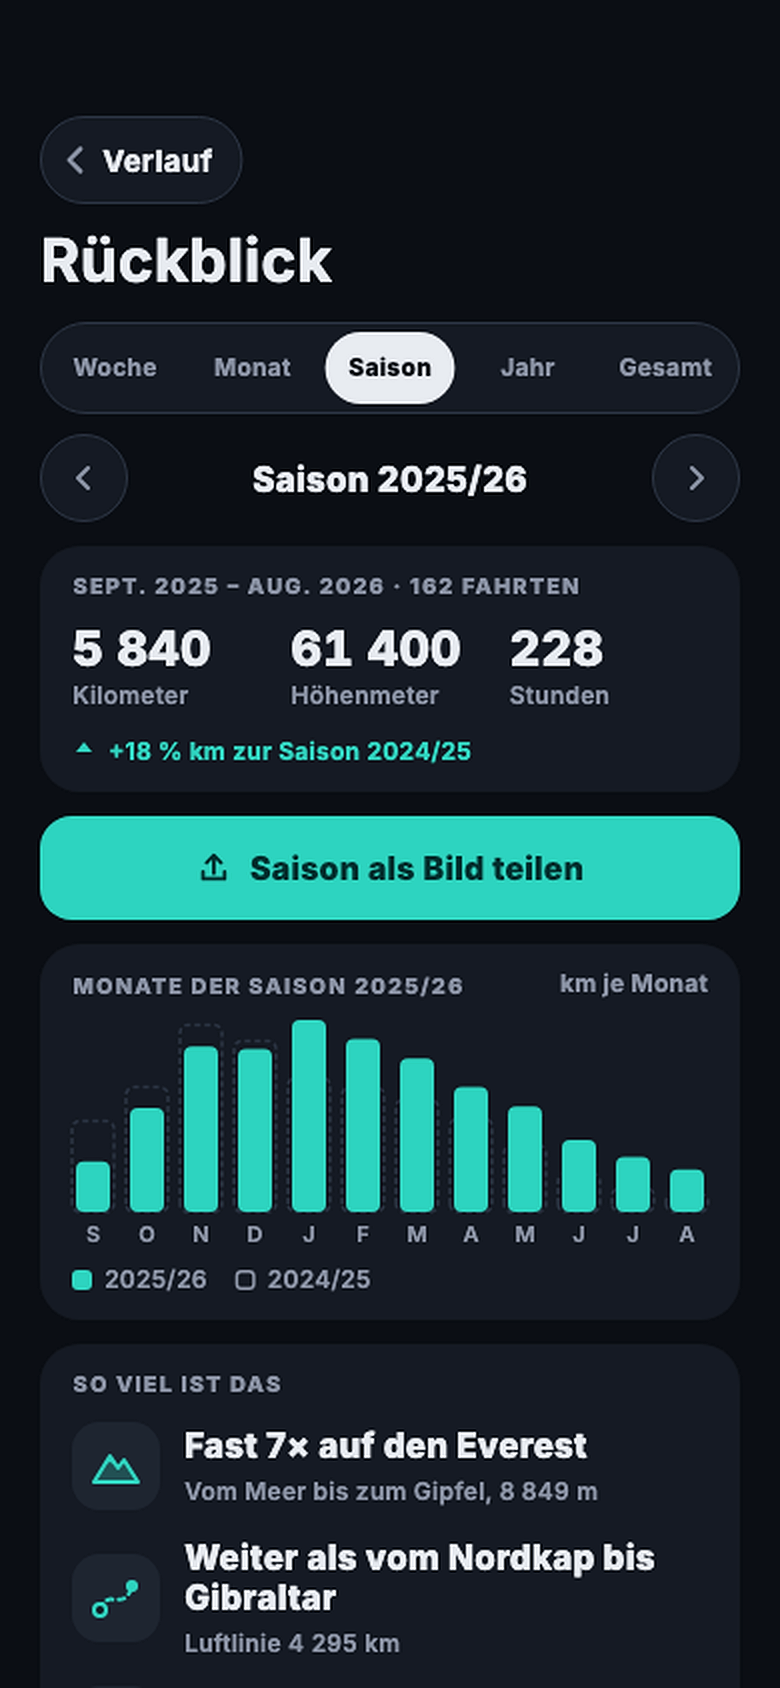 Verlauf
Rückblick
Woche Monat Saison Jahr Gesamt
Saison 2025/26
SEPT. 2025 – AUG. 2026 · 162 FAHRTEN
5 840 61 400 228
Kilometer Höhenmeter Stunden
+18 % km zur Saison 2024/25
Saison als Bild teilen
MONATE DER SAISON 2025/26 km je Monat
S O N D J F M A M J J A
2025/26 2024/25
SO VIEL IST DAS
Fast 7× auf den Everest
Vom Meer bis zum Gipfel, 8 849 m
Weiter als vom Nordkap bis
Gibraltar
Luftlinie 4 295 km